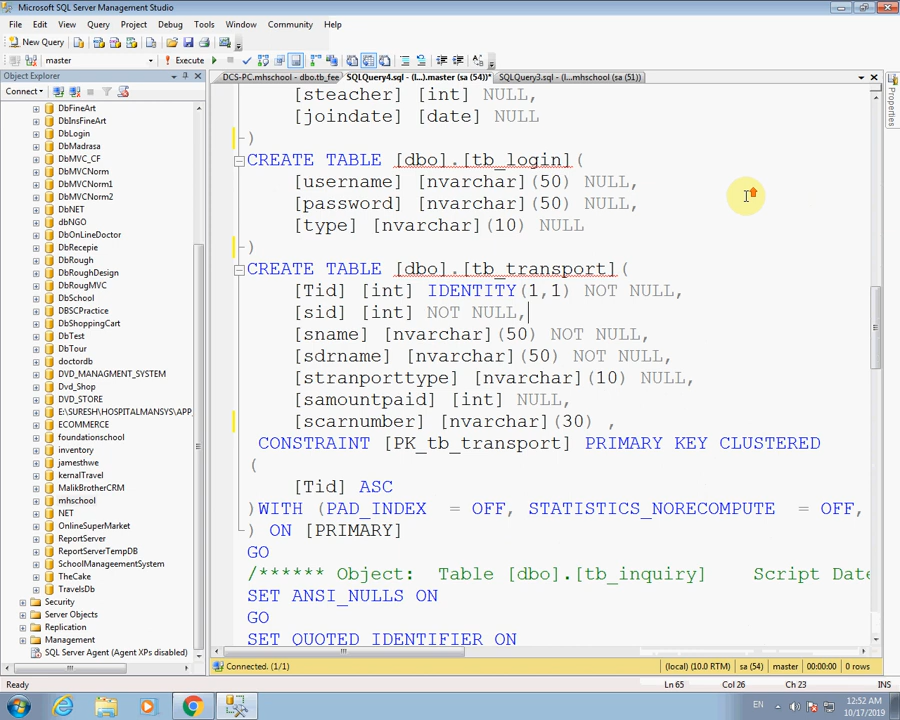 Microsoft SQL Server Management Studio
File Edit View Query Project Debug Tools Window Community Help
New Query
master Execute
Object Explorer
DCS-PC.mhschool - dbo.tb_fee SQLQuery4.sql - (l...).master (sa (54))* SQLQuery3.sql - (l...mhschool (sa (51))
Connect
Properties
DbFineArt
DbInsFineArt
DbLogin
DbMadrasa
DbMVC_CF
DbMVCNorm
DbMVCNorm1
DbMVCNorm2
DbNET
dbNGO
DbOnLineDoctor
DbRecepie
DbRough
DbRoughDesign
DbRougMVC
DbSchool
DBSCPractice
DbShoppingCart
DbTest
DbTour
doctordb
DVD_MANAGMENT_SYSTEM
Dvd_Shop
DVD_STORE
E:\SURESH\HOSPITALMANSYS\APP_
ECOMMERCE
foundationschool
inventory
jamesthwe
kernalTravel
MalikBrotherCRM
mhschool
NET
OnlineSuperMarket
ReportServer
ReportServerTempDB
SchoolManageementSystem
TheCake
TravelsDb
Security
Server Objects
Replication
Management
SQL Server Agent (Agent XPs disabled)
[steacher] [int] NULL,
[joindate] [date] NULL
)
CREATE TABLE [dbo].[tb_login](
[username] [nvarchar](50) NULL,
[password] [nvarchar](50) NULL,
[type] [nvarchar](10) NULL
)
CREATE TABLE [dbo].[tb_transport](
[Tid] [int] IDENTITY(1,1) NOT NULL,
[sid] [int] NOT NULL,
[sname] [nvarchar](50) NOT NULL,
[sdrname] [nvarchar](50) NOT NULL,
[stranporttype] [nvarchar](10) NULL,
[samountpaid] [int] NULL,
[scarnumber] [nvarchar](30) ,
CONSTRAINT [PK_tb_transport] PRIMARY KEY CLUSTERED
(
[Tid] ASC
)WITH (PAD_INDEX = OFF, STATISTICS_NORECOMPUTE = OFF,
) ON [PRIMARY]
GO
/****** Object: Table [dbo].[tb_inquiry] Script Date
SET ANSI_NULLS ON
GO
SET QUOTED_IDENTIFIER ON
Connected. (1/1) (local) (10.0 RTM) sa (54) master 00:00:00 0 rows
Ready Ln 65 Col 26 Ch 23 INS
EN 12:52 AM
10/17/2019